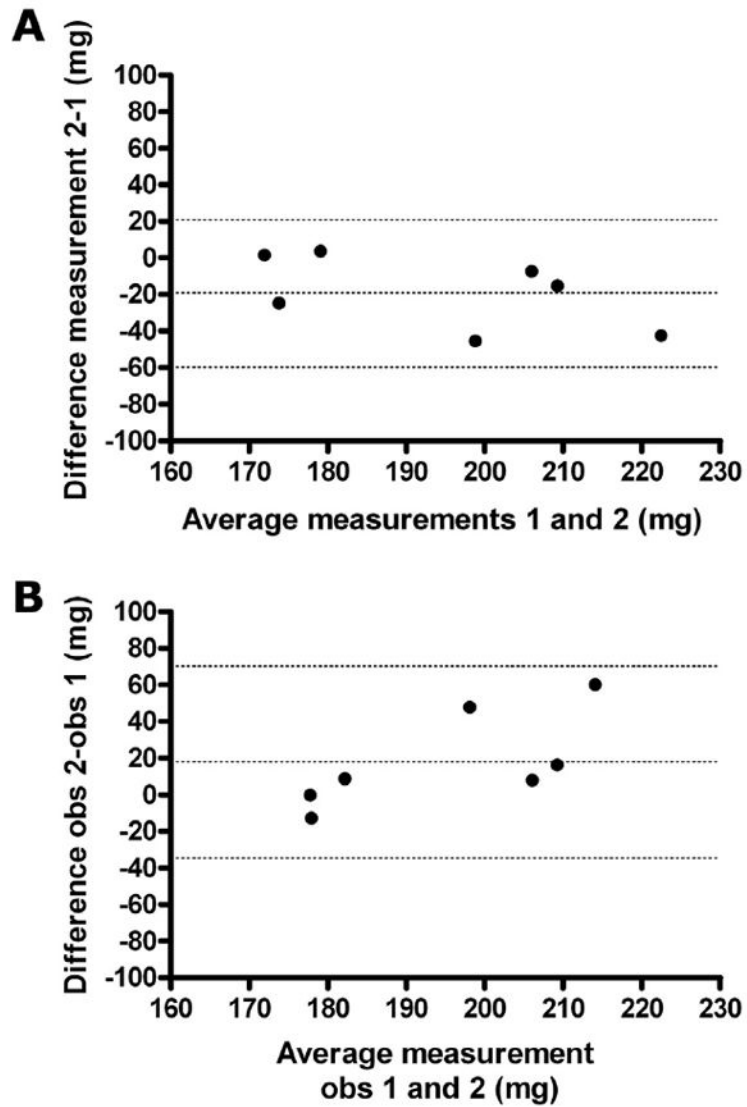 A
Difference measurement 2-1 (mg)
100
80
60
40
20
0
-20
-40
-60
-80
-100
160 170 180 190 200 210 220 230
Average measurements 1 and 2 (mg)
B
Difference obs 2-obs 1 (mg)
100
80
60
40
20
0
-20
-40
-60
-80
-100
160 170 180 190 200 210 220 230
Average measurement
obs 1 and 2 (mg)